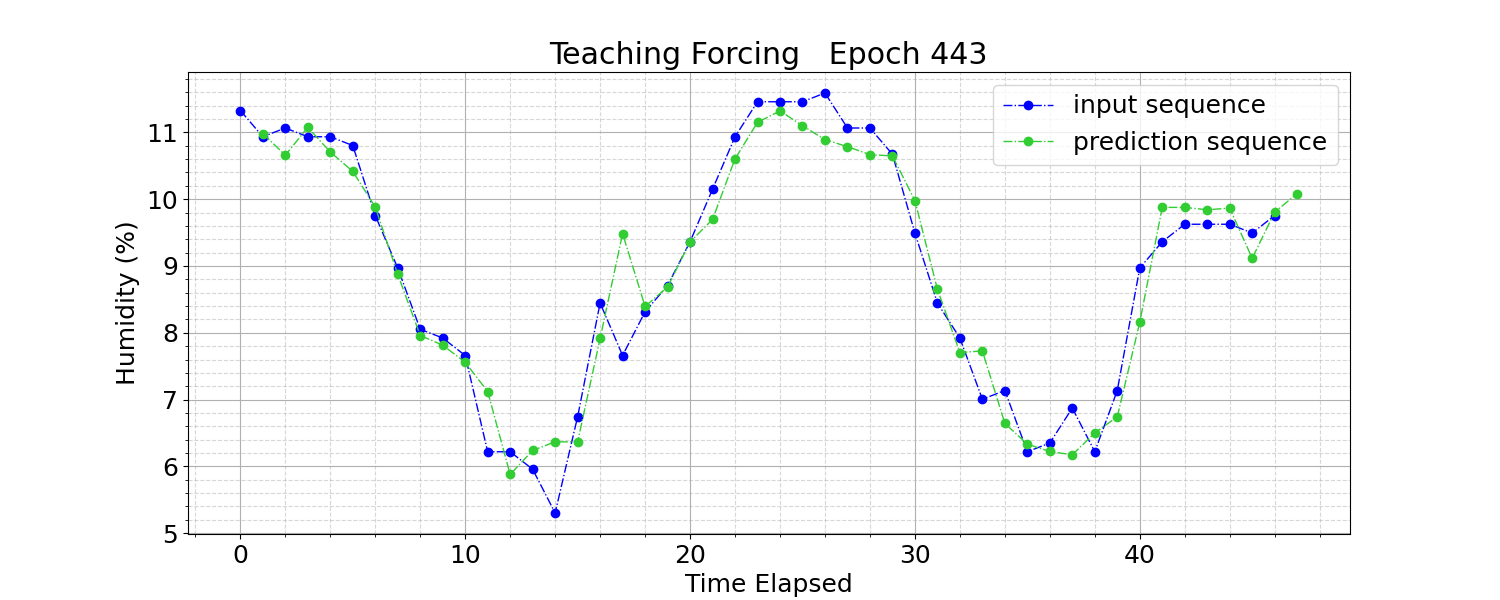 Teaching Forcing   Epoch 443
input sequence
prediction sequence
Humidity (%)
11
10
9
8
7
6
5
0 10 20 30 40
Time Elapsed